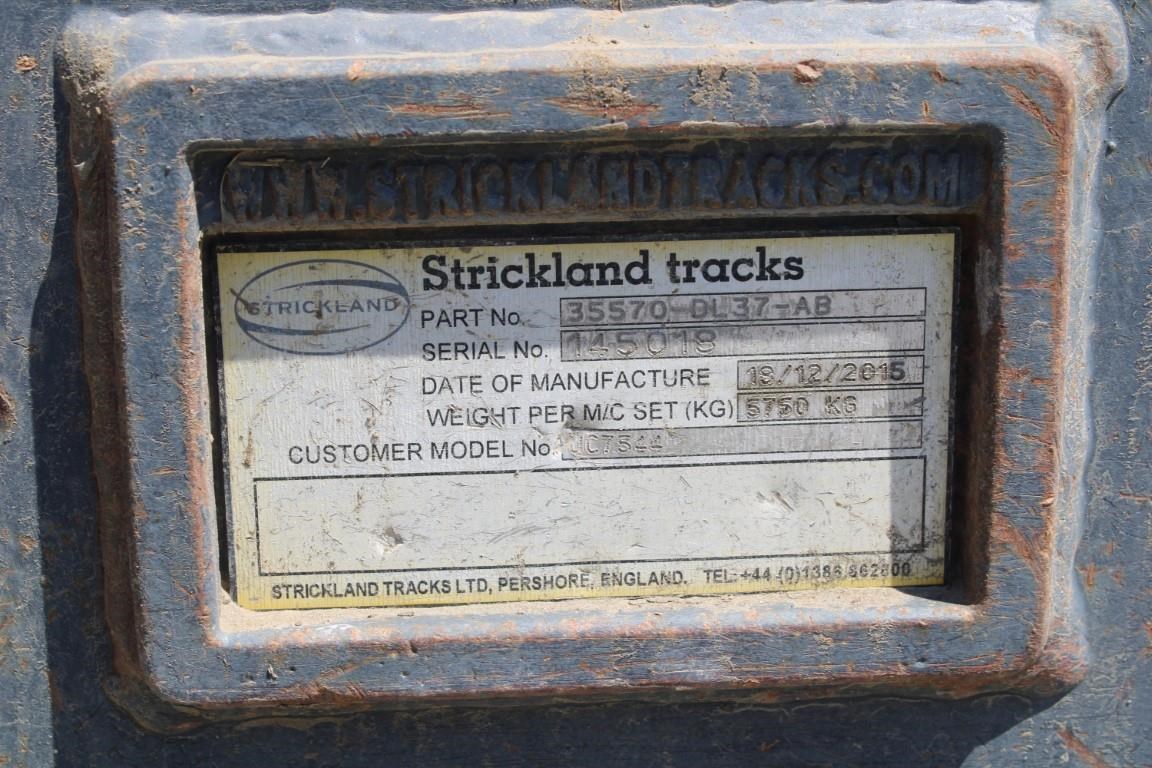 WWW.STRICKLANDTRACKS.COM
STRICKLAND
Strickland tracks
PART No. 35570-DL37-AB
SERIAL No. 145018
DATE OF MANUFACTURE 18/12/2015
WEIGHT PER M/C SET (KG) 5750 KG
CUSTOMER MODEL No.
STRICKLAND TRACKS LTD, PERSHORE, ENGLAND. TEL: +44 (0)1386 862800